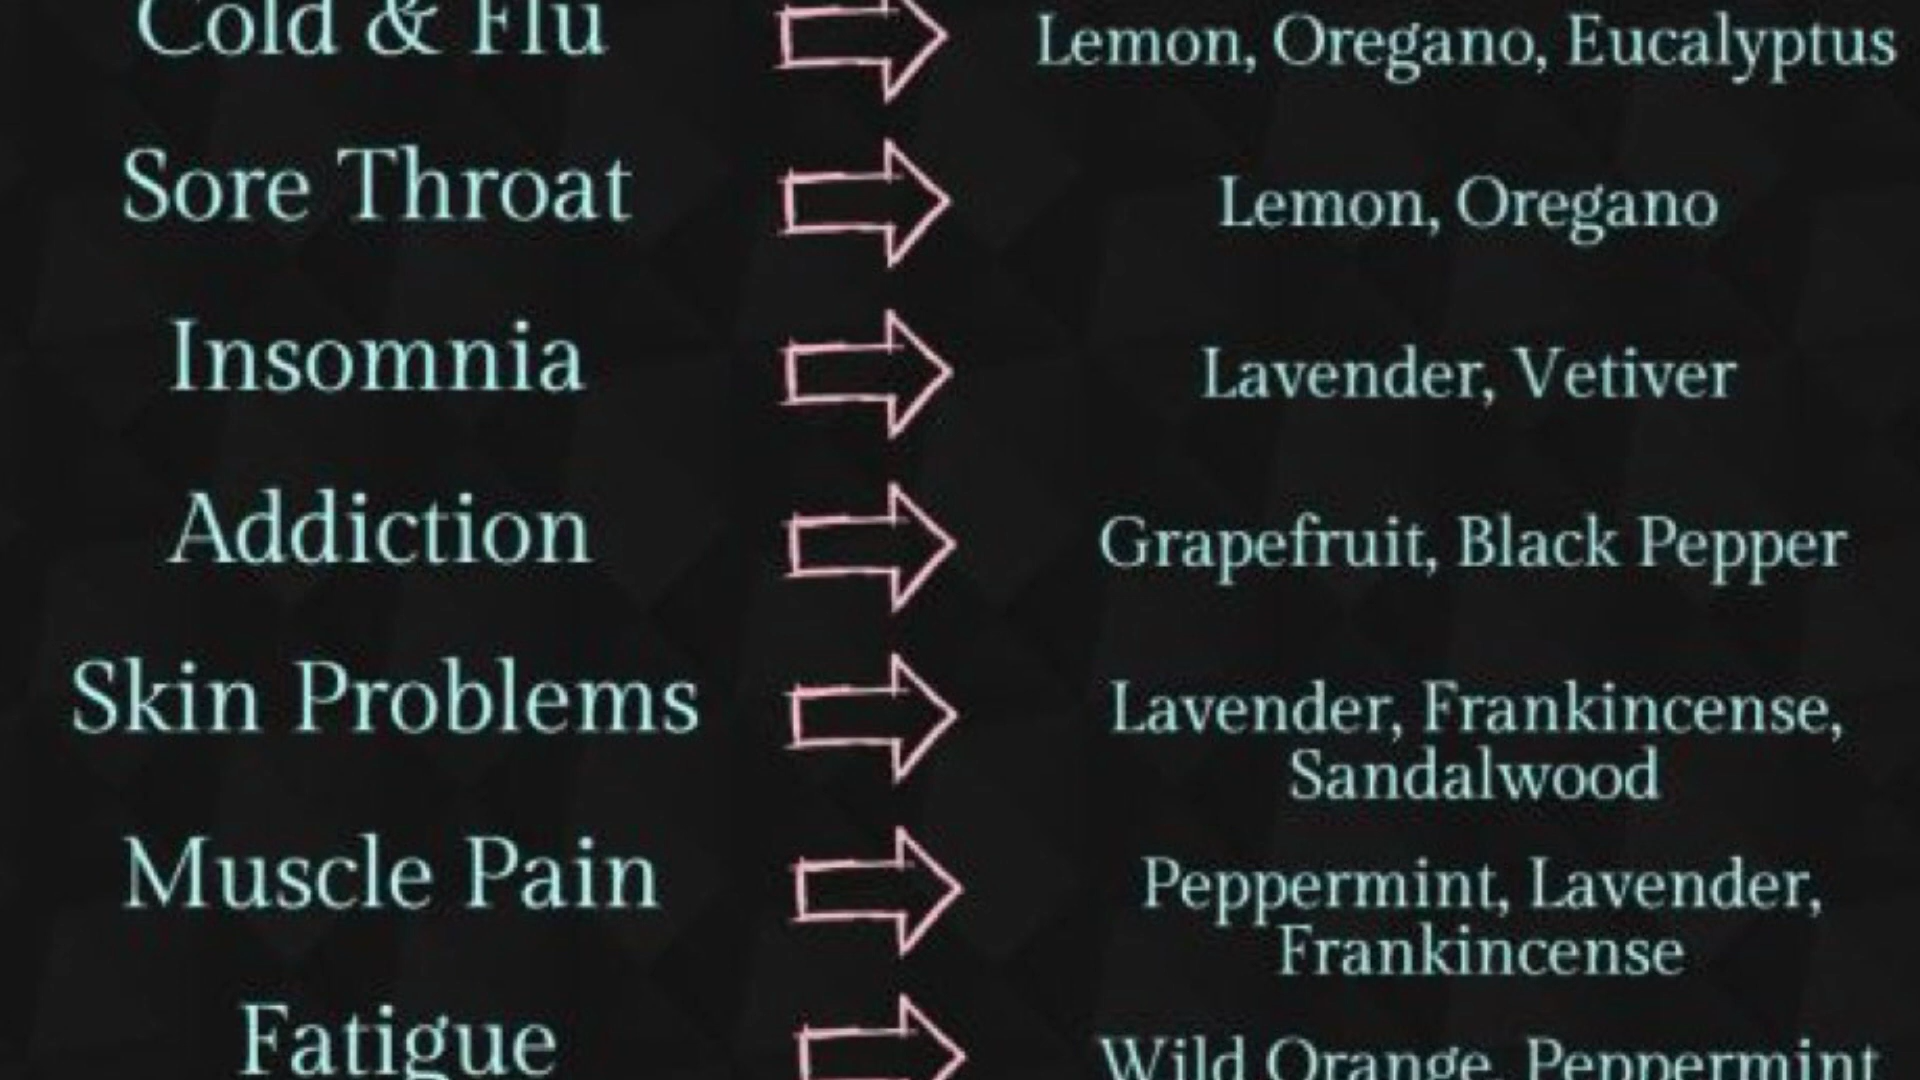 Cold & Flu
Lemon, Oregano, Eucalyptus
Sore Throat
Lemon, Oregano
Insomnia
Lavender, Vetiver
Addiction
Grapefruit, Black Pepper
Skin Problems
Lavender, Frankincense,
Sandalwood
Muscle Pain
Peppermint, Lavender,
Frankincense
Fatigue
Wild Orange, Peppermint